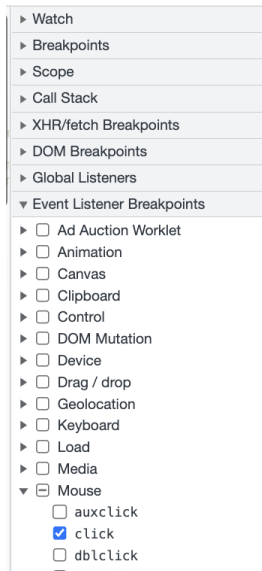 Watch
Breakpoints
Scope
Call Stack
XHR/fetch Breakpoints
DOM Breakpoints
Global Listeners
Event Listener Breakpoints
Ad Auction Worklet
Animation
Canvas
Clipboard
Control
DOM Mutation
Device
Drag / drop
Geolocation
Keyboard
Load
Media
Mouse
auxclick
click
dblclick